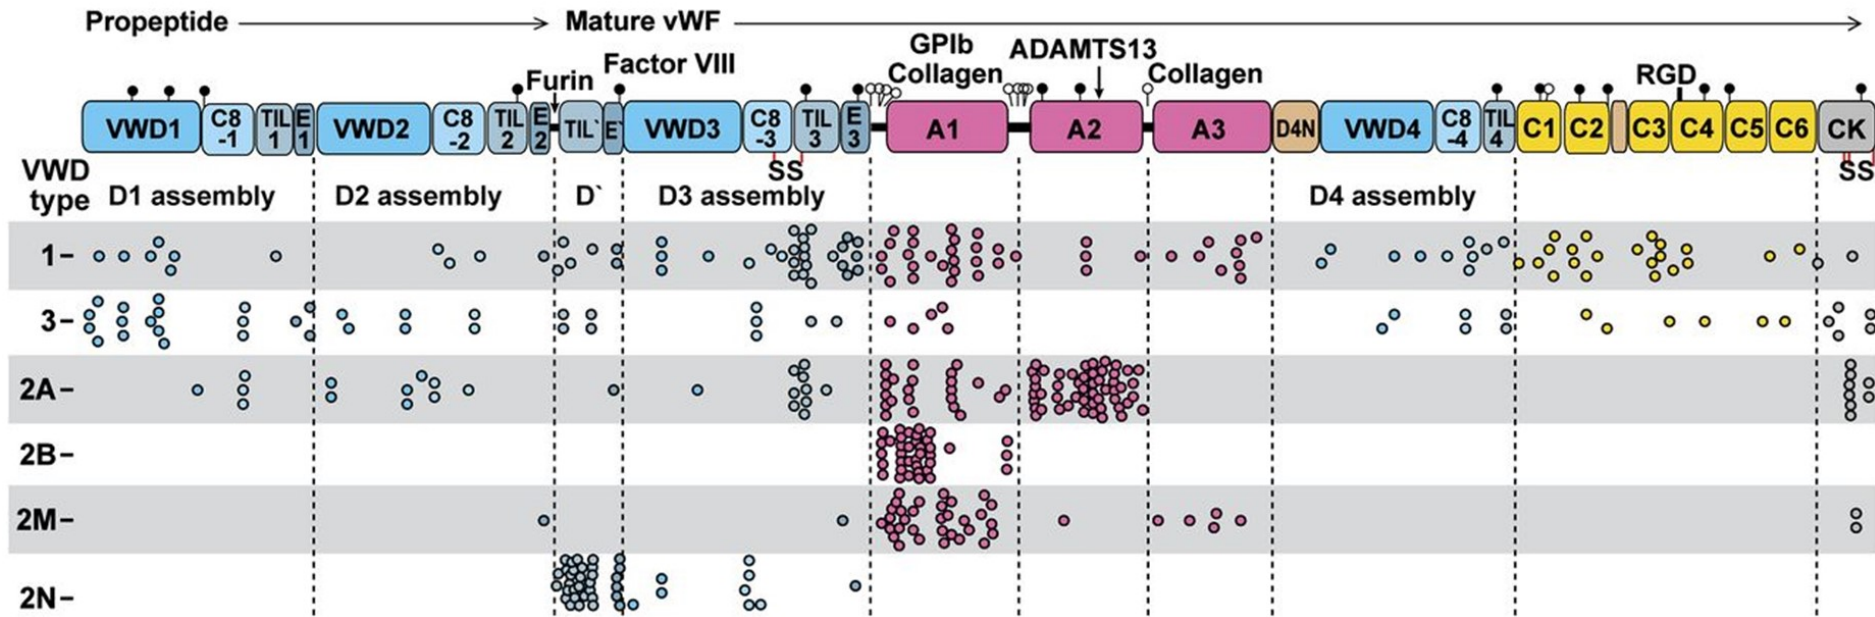 Propeptide
Mature vWF
GPIb
Collagen
ADAMTS13
Factor VIII
Furin
Collagen
RGD
VWD1
C8
-1
TIL
1
E
1
VWD2
C8
-2
TIL
2
E
2
TIL`
E`
VWD3
C8
-3
TIL
3
E
3
A1
A2
A3
D4N
VWD4
C8
-4
TIL
4
C1
C2
C3
C4
C5
C6
CK
SS
SS
VWD
type
D1 assembly
D2 assembly
D`
D3 assembly
D4 assembly
1-
3-
2A-
2B-
2M-
2N-